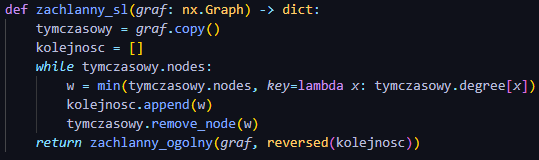 def zachlanny_sl(graf: nx.Graph) -> dict:
    tymczasowy = graf.copy()
    kolejnosc = []
    while tymczasowy.nodes:
        w = min(tymczasowy.nodes, key=lambda x: tymczasowy.degree[x])
        kolejnosc.append(w)
        tymczasowy.remove_node(w)
    return zachlanny_ogolny(graf, reversed(kolejnosc))